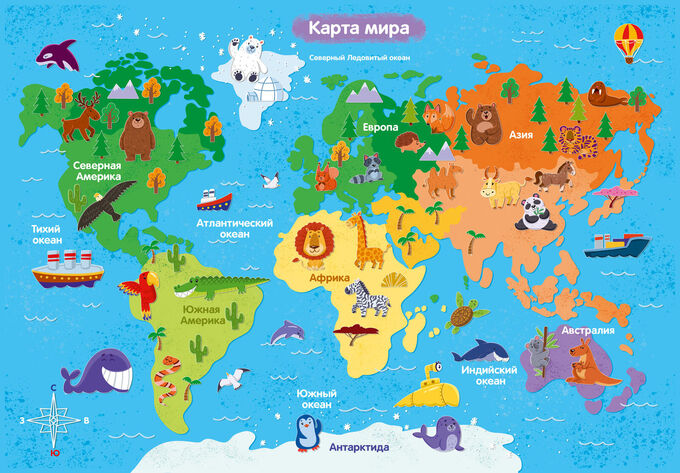 Карта мира
Северный Ледовитый океан
Европа
Азия
Северная
Америка
Тихий
океан
Атлантический
океан
Африка
Южная
Америка
Австралия
Индийский
океан
Южный
океан
Антарктида
С
З
В
Ю